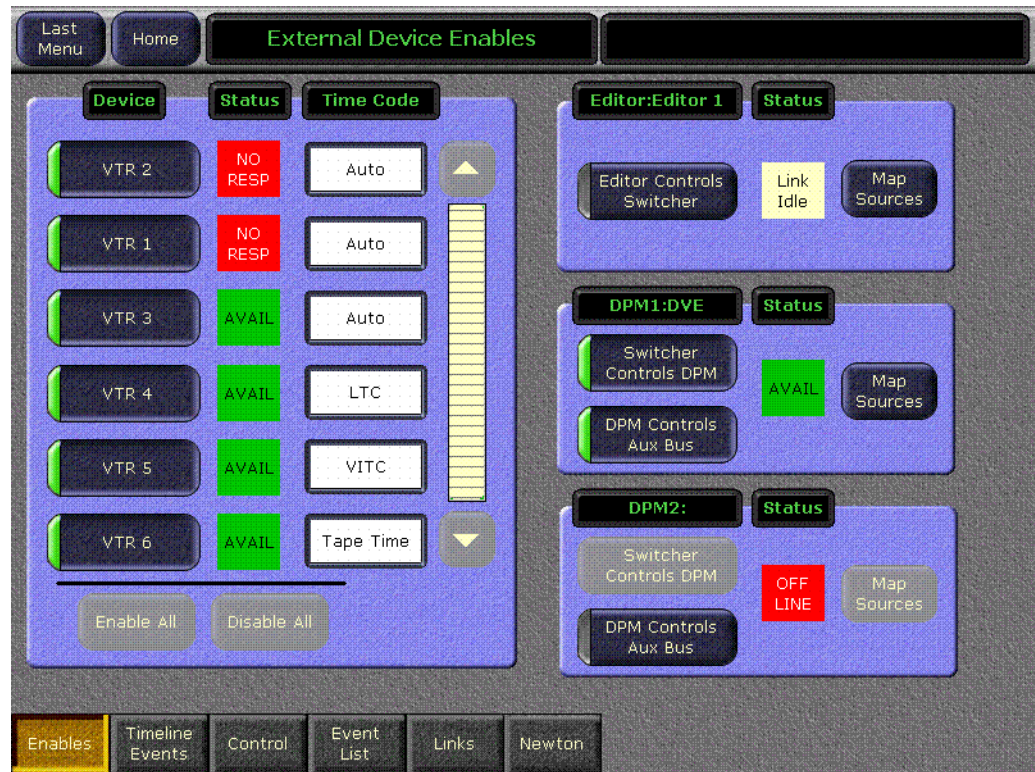 Last
Menu
Home
External Device Enables
Device
Status
Time Code
VTR 2
NO
RESP
Auto
VTR 1
NO
RESP
Auto
VTR 3
AVAIL
Auto
VTR 4
AVAIL
LTC
VTR 5
AVAIL
VITC
VTR 6
AVAIL
Tape Time
Enable All
Disable All
Editor:Editor 1
Status
Editor Controls
Switcher
Link
Idle
Map
Sources
DPM1:DVE
Status
Switcher
Controls DPM
DPM Controls
Aux Bus
AVAIL
Map
Sources
DPM2:
Status
Switcher
Controls DPM
DPM Controls
Aux Bus
OFF
LINE
Map
Sources
Enables
Timeline
Events
Control
Event
List
Links
Newton